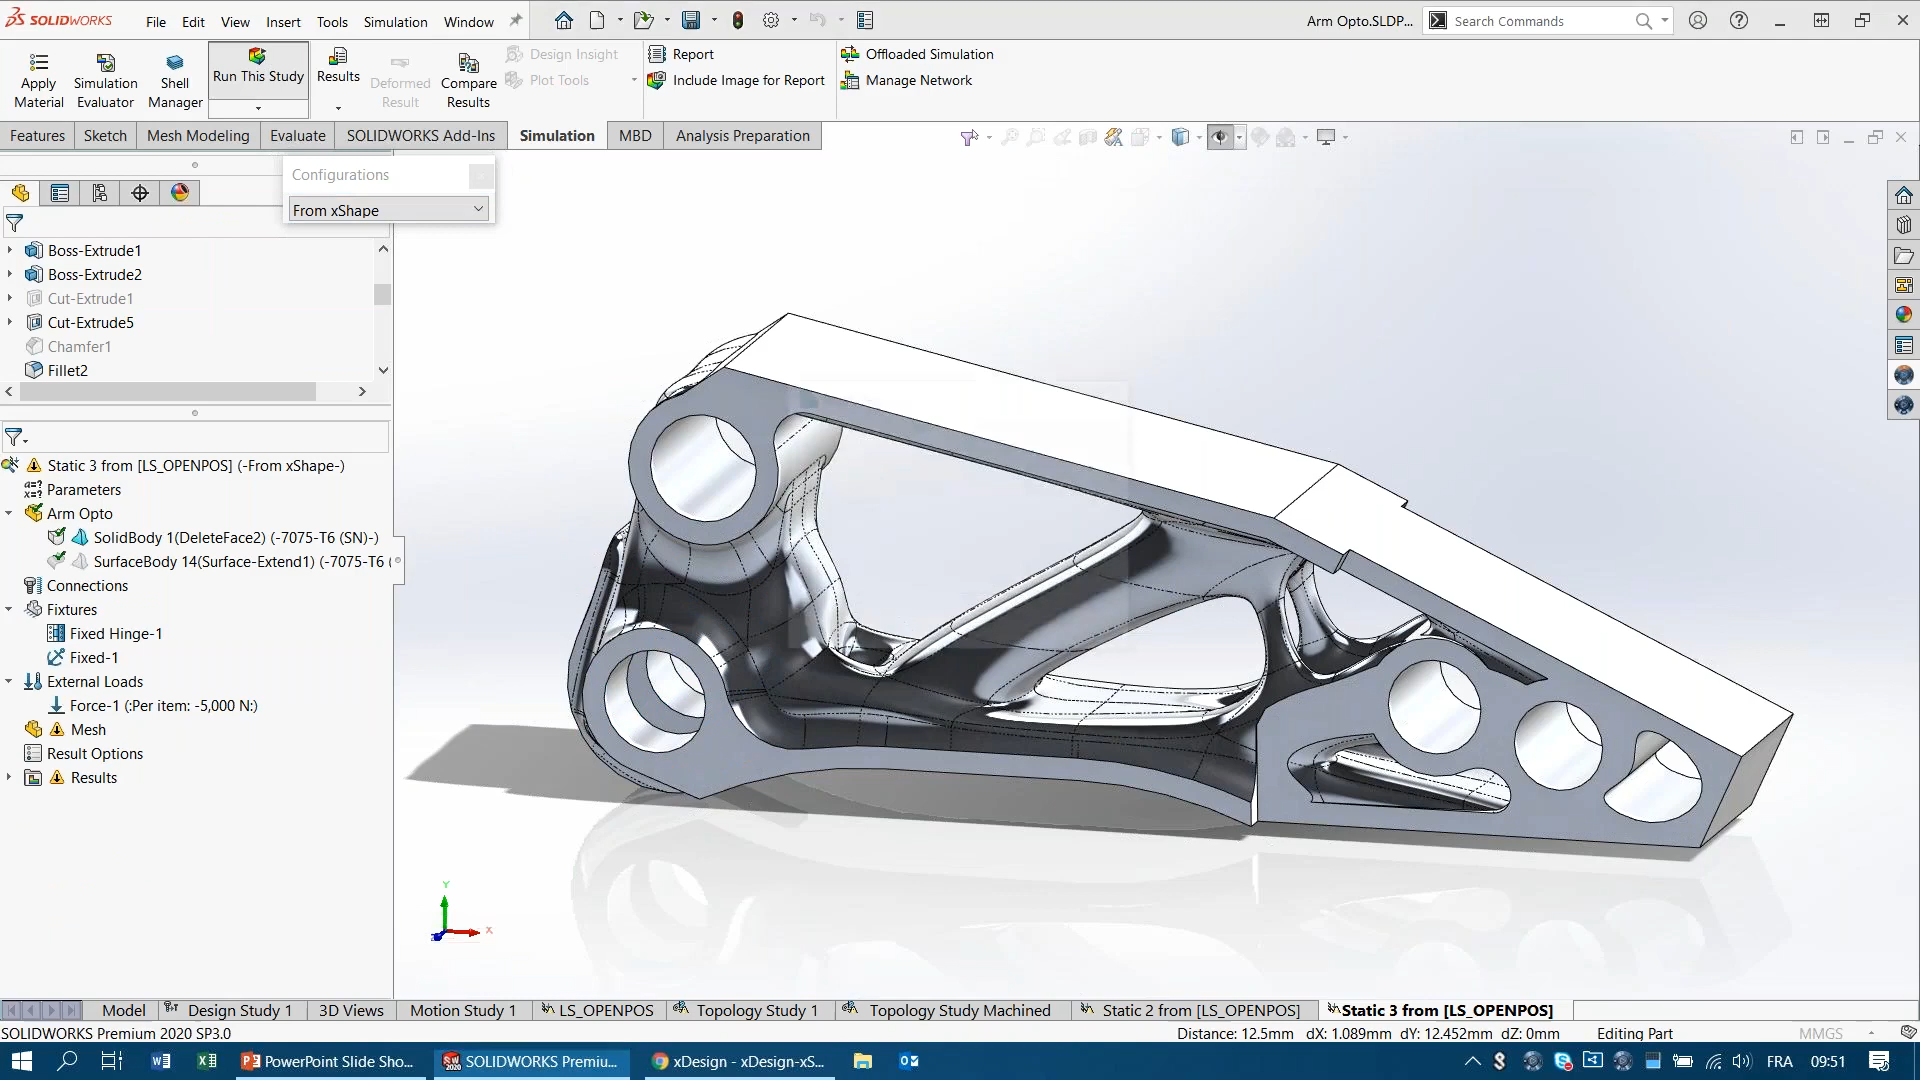 SOLIDWORKS File Edit View Insert Tools Simulation Window Arm Opto.SLDP... Search Commands
Apply Material
Simulation Evaluator
Shell Manager
Run This Study
Results
Deformed Result
Compare Results
Design Insight
Plot Tools
Report
Include Image for Report
Offloaded Simulation
Manage Network
Features Sketch Mesh Modeling Evaluate SOLIDWORKS Add-Ins Simulation MBD Analysis Preparation
Configurations
From xShape
Boss-Extrude1
Boss-Extrude2
Cut-Extrude1
Cut-Extrude5
Chamfer1
Fillet2
Static 3 from [LS_OPENPOS] (-From xShape-)
Parameters
Arm Opto
SolidBody 1(DeleteFace2) (-7075-T6 (SN)-)
SurfaceBody 14(Surface-Extend1) (-7075-T6 (
Connections
Fixtures
Fixed Hinge-1
Fixed-1
External Loads
Force-1 (:Per item: -5,000 N:)
Mesh
Result Options
Results
Y
X
Z
Model Design Study 1 3D Views Motion Study 1 LS_OPENPOS Topology Study 1 Topology Study Machined Static 2 from [LS_OPENPOS] Static 3 from [LS_OPENPOS]
SOLIDWORKS Premium 2020 SP3.0 Distance: 12.5mm dX: 1.089mm dY: 12.452mm dZ: 0mm Editing Part MMGS
PowerPoint Slide Sho... SOLIDWORKS Premiu... xDesign - xDesign-xS... FRA 09:51